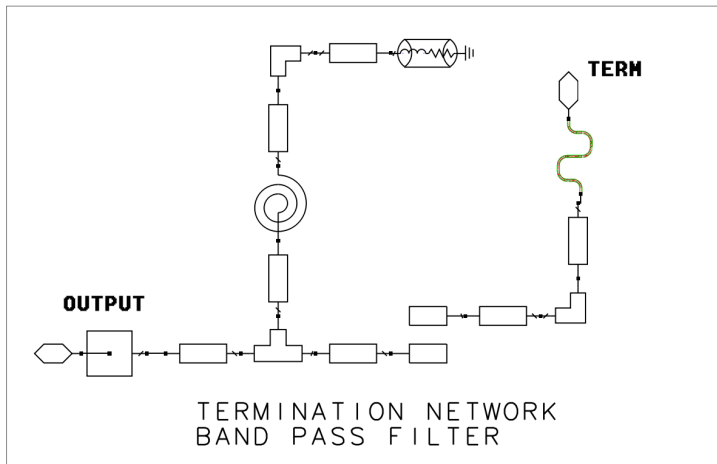 TERM
OUTPUT
TERMINATION NETWORK
BAND PASS FILTER